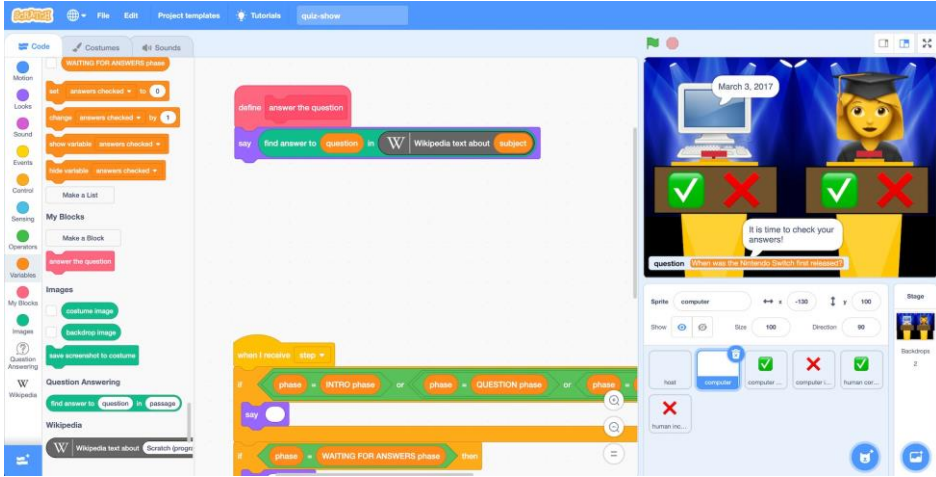 SCRATCH
File Edit Project templates Tutorials quiz-show
Code Costumes Sounds
Motion
Looks
Sound
Events
Control
Sensing
Operators
Variables
My Blocks
Images
Question Answering
Wikipedia
WAITING FOR ANSWERS phase
set answers checked to 0
change answers checked by 1
show variable answers checked
hide variable answers checked
Make a List
My Blocks
Make a Block
answer the question
Images
costume image
backdrop image
save screenshot to costume
Question Answering
find answer to question in passage
Wikipedia
W Wikipedia text about Scratch (progra
define answer the question
say find answer to question in W Wikipedia text about subject
when I receive step
if phase = INTRO phase or phase = QUESTION phase or phase =
say
if phase = WAITING FOR ANSWERS phase then
March 3, 2017
It is time to check your
answers!
question When was the Nintendo Switch first released?
Sprite computer x -130 y 100
Show Size 100 Direction 90
host
computer
computer ...
computer i...
human cor...
human inc...
Stage
Backdrops
2